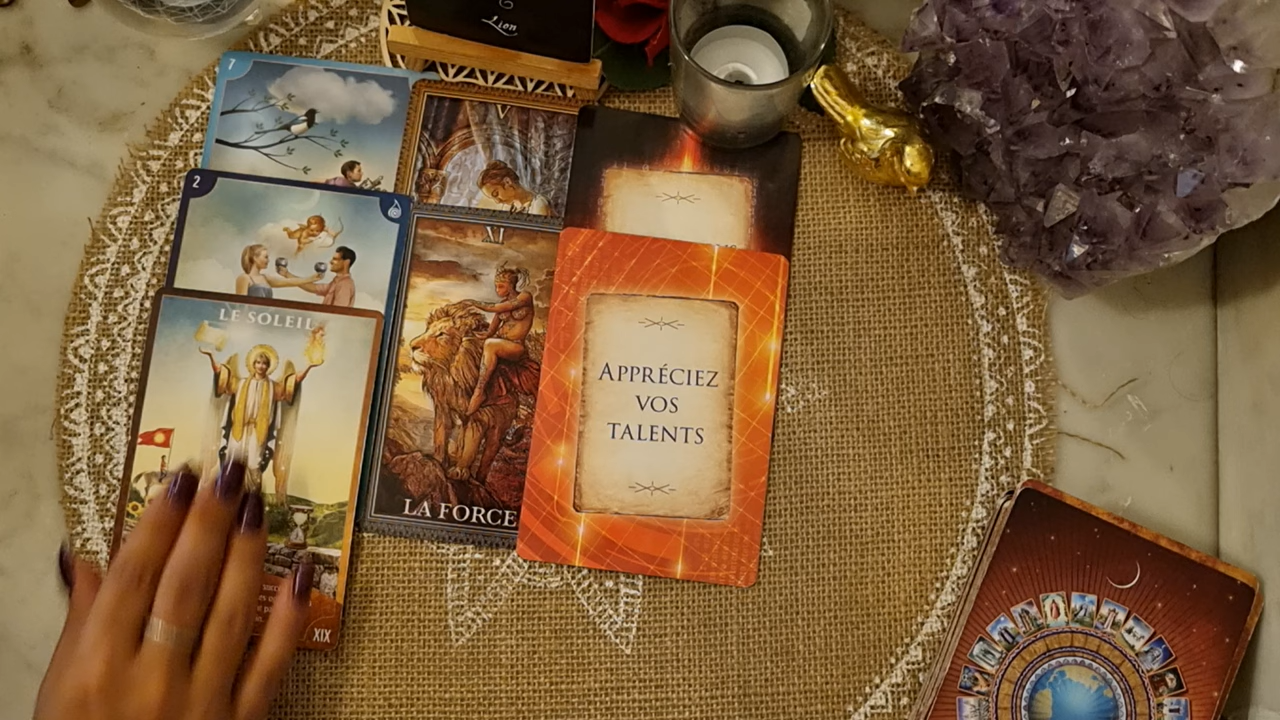 Lion
7
V
2
XI
LE SOLEIL
APPRÉCIEZ
VOS
TALENTS
LA FORCE
XIX